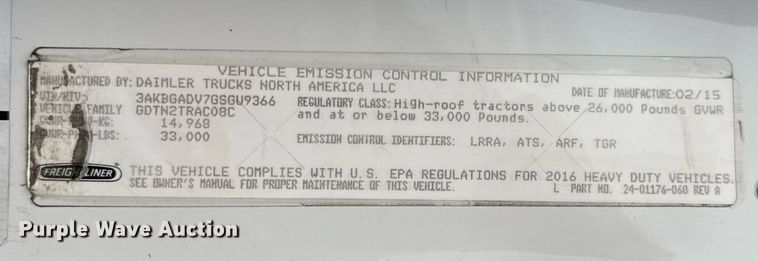 VEHICLE EMISSION CONTROL INFORMATION
MANUFACTURED BY: DAIMLER TRUCKS NORTH AMERICA LLC
DATE OF MANUFACTURE: 02/15
VIN/NIV: 3AKBGADV7GSGU9366
VEHICLE FAMILY GDTN2TRAC08C
REGULATORY CLASS: High-roof tractors above 26,000 Pounds GVWR
and at or below 33,000 Pounds.
14,968
33,000
EMISSION CONTROL IDENTIFIERS: LRRA, ATS, ARF, TGR
FREIGHTLINER
THIS VEHICLE COMPLIES WITH U.S. EPA REGULATIONS FOR 2016 HEAVY DUTY VEHICLES.
SEE OWNER'S MANUAL FOR PROPER MAINTENANCE OF THIS VEHICLE.
L PART NO. 24-01176-060 REV A
Purple Wave Auction